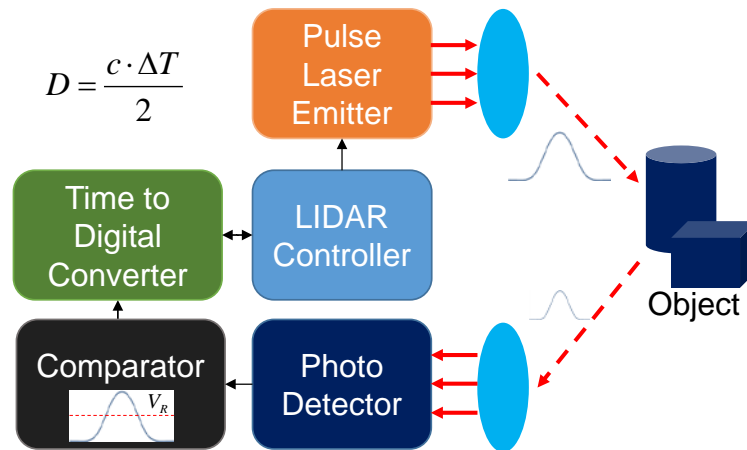 D = c · ΔT / 2
Pulse
Laser
Emitter
Time to
Digital
Converter
LIDAR
Controller
Object
Comparator
V_R
Photo
Detector